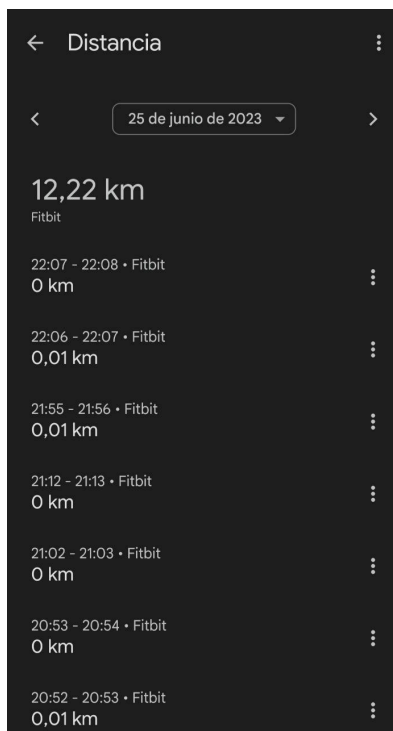 Distancia
25 de junio de 2023
12,22 km
Fitbit
22:07 - 22:08 • Fitbit
0 km
22:06 - 22:07 • Fitbit
0,01 km
21:55 - 21:56 • Fitbit
0,01 km
21:12 - 21:13 • Fitbit
0 km
21:02 - 21:03 • Fitbit
0 km
20:53 - 20:54 • Fitbit
0 km
20:52 - 20:53 • Fitbit
0,01 km